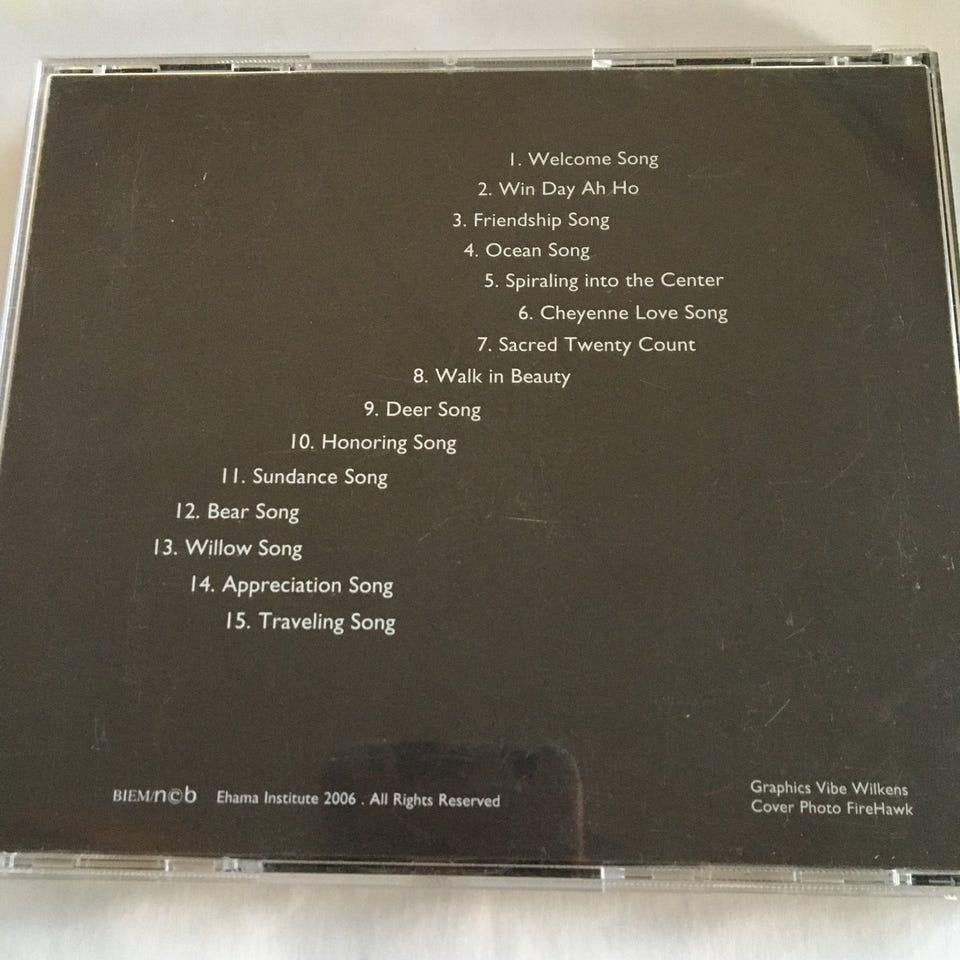 1. Welcome Song
2. Win Day Ah Ho
3. Friendship Song
4. Ocean Song
5. Spiraling into the Center
6. Cheyenne Love Song
7. Sacred Twenty Count
8. Walk in Beauty
9. Deer Song
10. Honoring Song
11. Sundance Song
12. Bear Song
13. Willow Song
14. Appreciation Song
15. Traveling Song
BIEM/n©b Ehama Institute 2006 . All Rights Reserved
Graphics Vibe Wilkens
Cover Photo FireHawk